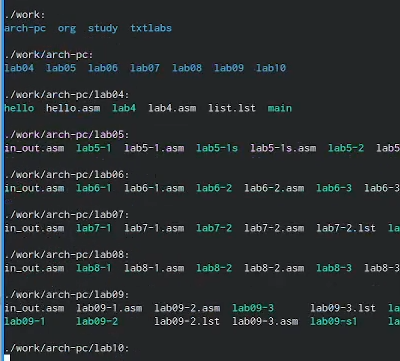 ./work:
arch-pc org study txtlabs
./work/arch-pc:
lab04 lab05 lab06 lab07 lab08 lab09 lab10
./work/arch-pc/lab04:
hello hello.asm lab4 lab4.asm list.lst main
./work/arch-pc/lab05:
in_out.asm lab5-1 lab5-1.asm lab5-1s lab5-1s.asm lab5-2 lab5
./work/arch-pc/lab06:
in_out.asm lab6-1 lab6-1.asm lab6-2 lab6-2.asm lab6-3 lab6-3
./work/arch-pc/lab07:
in_out.asm lab7-1 lab7-1.asm lab7-2 lab7-2.asm lab7-2.lst lab
./work/arch-pc/lab08:
in_out.asm lab8-1 lab8-1.asm lab8-2 lab8-2.asm lab8-3 lab8-3
./work/arch-pc/lab09:
in_out.asm lab09-1.asm lab09-2.asm lab09-3 lab09-3.lst la
lab09-1 lab09-2 lab09-2.lst lab09-3.asm lab09-s1 la
./work/arch-pc/lab10: